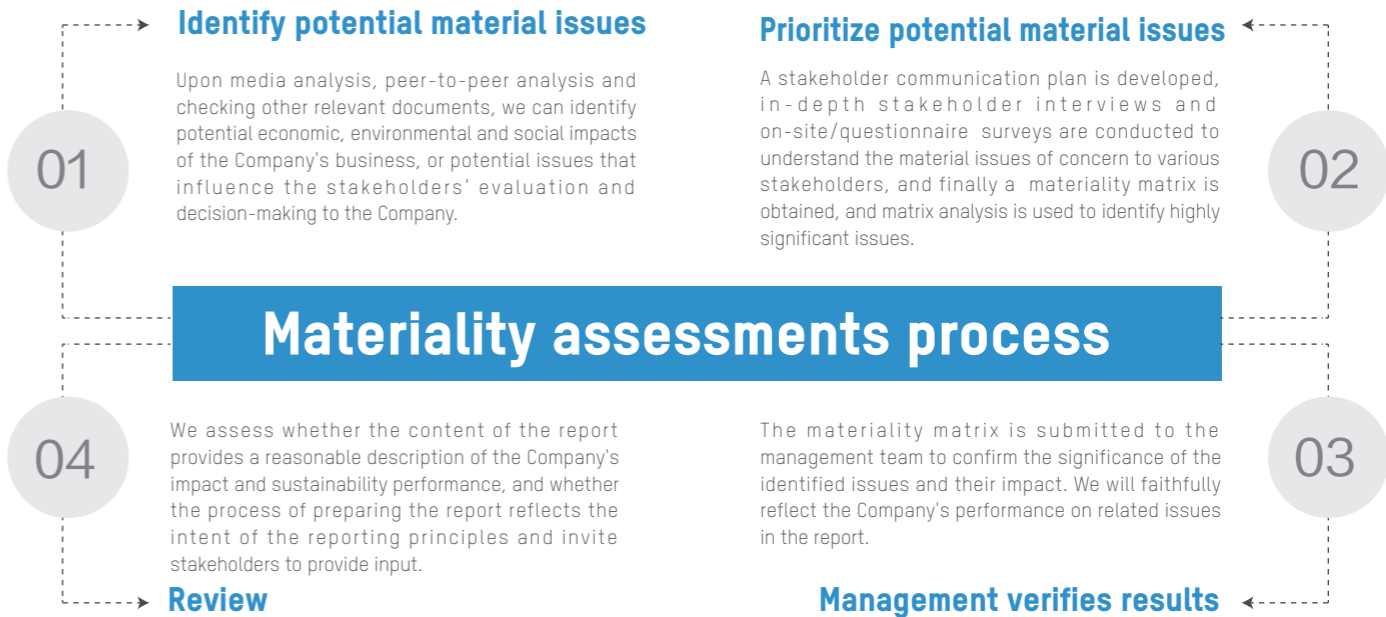 01
Identify potential material issues
Upon media analysis, peer-to-peer analysis and
checking other relevant documents, we can identify
potential economic, environmental and social impacts
of the Company's business, or potential issues that
influence the stakeholders’ evaluation and
decision-making to the Company.
02
Prioritize potential material issues
A stakeholder communication plan is developed,
in-depth stakeholder interviews and
on-site/questionnaire surveys are conducted to
understand the material issues of concern to various
stakeholders, and finally a materiality matrix is
obtained, and matrix analysis is used to identify highly
significant issues.
Materiality assessments process
03
The materiality matrix is submitted to the
management team to confirm the significance of the
identified issues and their impact. We will faithfully
reflect the Company's performance on related issues
in the report.
Management verifies results
04
We assess whether the content of the report
provides a reasonable description of the Company's
impact and sustainability performance, and whether
the process of preparing the report reflects the
intent of the reporting principles and invite
stakeholders to provide input.
Review